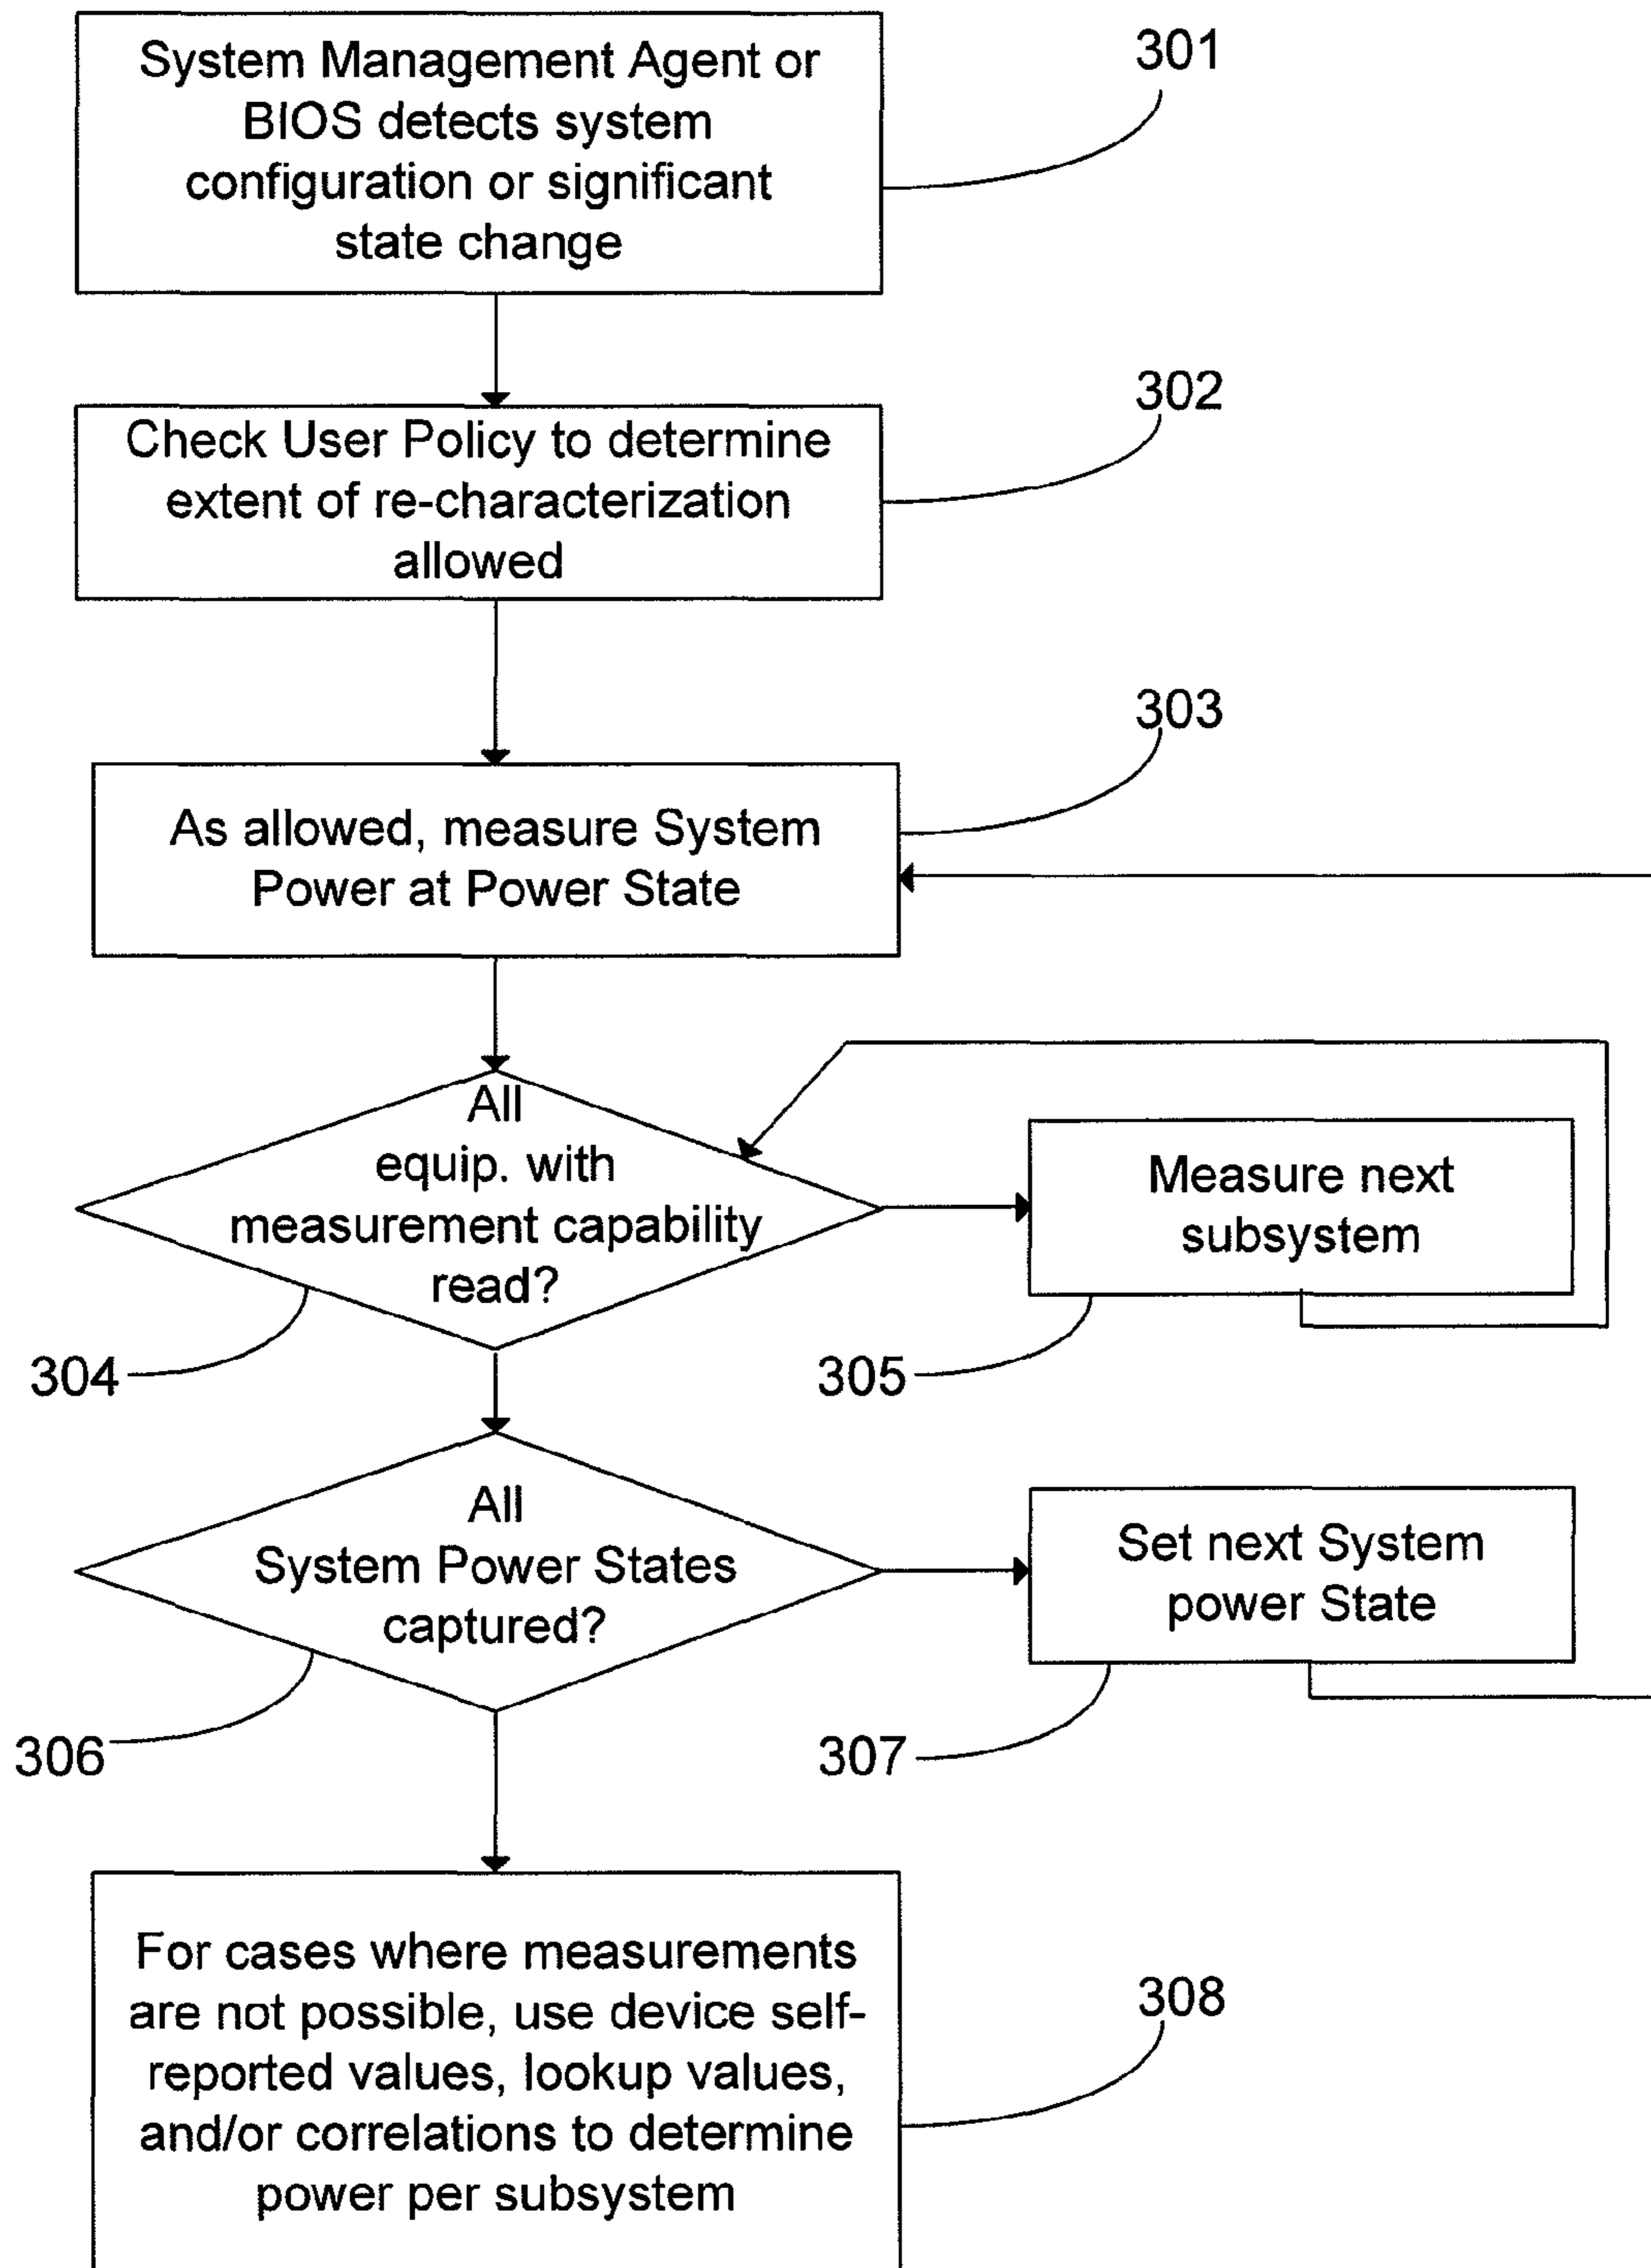 System Management Agent or
BIOS detects system
configuration or significant
state change
301
Check User Policy to determine
extent of re-characterization
allowed
302
As allowed, measure System
Power at Power State
303
All
equip. with
measurement capability
read?
304
Measure next
subsystem
305
All
System Power States
captured?
306
Set next System
power State
307
For cases where measurements
are not possible, use device self-
reported values, lookup values,
and/or correlations to determine
power per subsystem
308